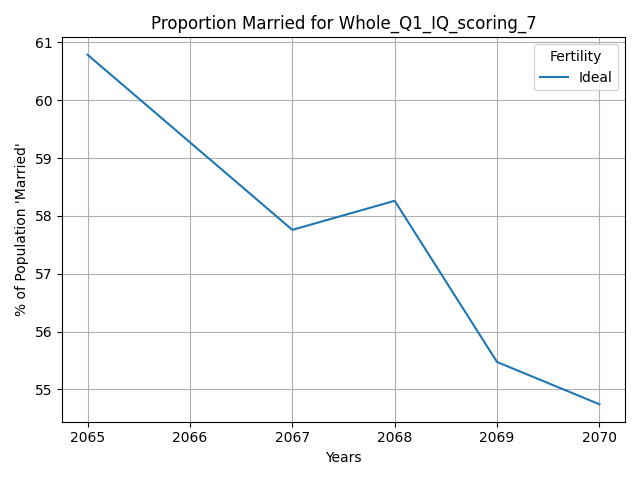 Proportion Married for Whole_Q1_IQ_scoring_7
Fertility
Ideal
% of Population 'Married'
61
60
59
58
57
56
55
2065 2066 2067 2068 2069 2070
Years